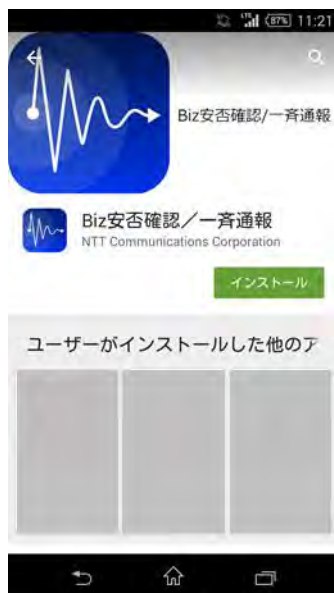 LTE 87% 11:21
Biz安否確認/一斉通報
Biz安否確認／一斉通報
NTT Communications Corporation
インストール
ユーザーがインストールした他のア